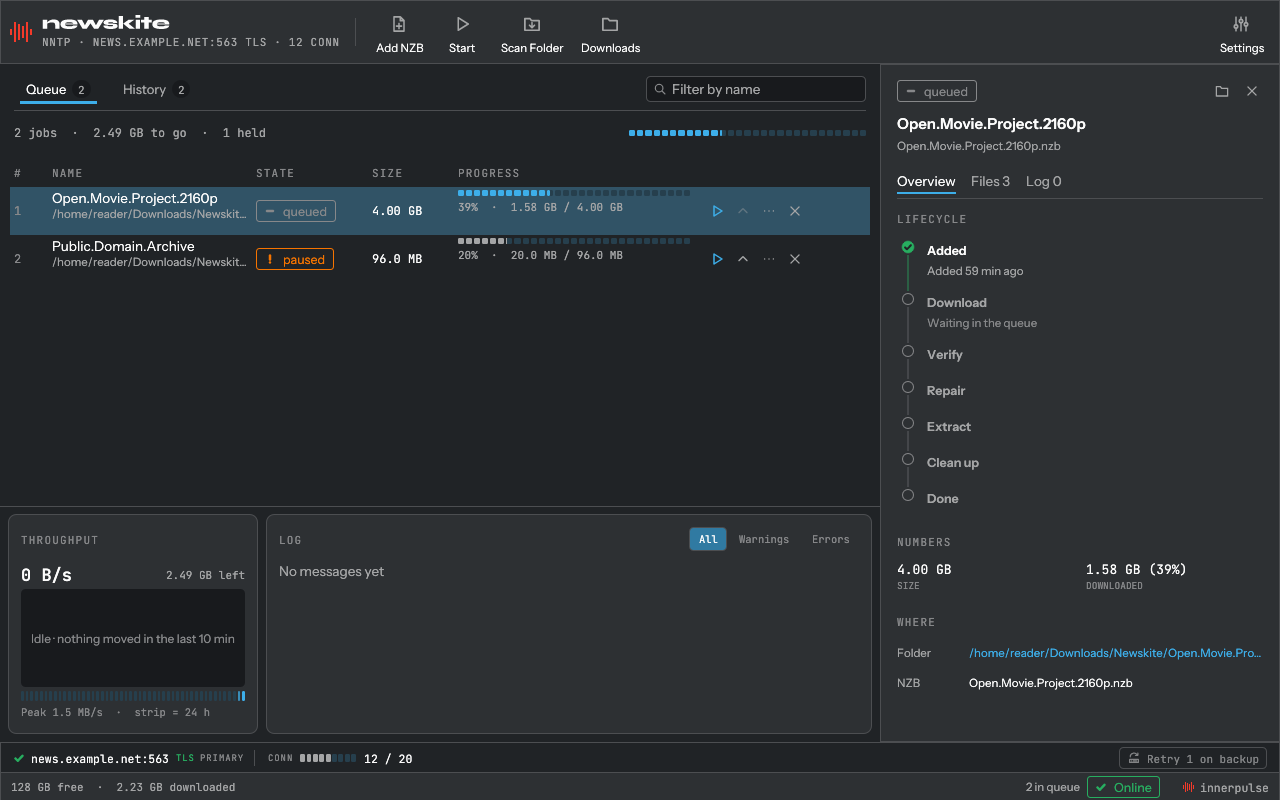 newskite
NNTP · NEWS.EXAMPLE.NET:563 TLS · 12 CONN
Add NZB
Start
Scan Folder
Downloads
Settings
Queue 2
History 2
Filter by name
2 jobs · 2.49 GB to go · 1 held
# NAME STATE SIZE PROGRESS
1 Open.Movie.Project.2160p
/home/reader/Downloads/Newskit…
queued
4.00 GB
39% · 1.58 GB / 4.00 GB
2 Public.Domain.Archive
/home/reader/Downloads/Newskit…
! paused
96.0 MB
20% · 20.0 MB / 96.0 MB
THROUGHPUT
0 B/s 2.49 GB left
Idle · nothing moved in the last 10 min
Peak 1.5 MB/s · strip = 24 h
LOG
All Warnings Errors
No messages yet
queued
Open.Movie.Project.2160p
Open.Movie.Project.2160p.nzb
Overview Files 3 Log 0
LIFECYCLE
Added
Added 59 min ago
Download
Waiting in the queue
Verify
Repair
Extract
Clean up
Done
NUMBERS
4.00 GB 1.58 GB (39%)
SIZE DOWNLOADED
WHERE
Folder /home/reader/Downloads/Newskite/Open.Movie.Pro…
NZB Open.Movie.Project.2160p.nzb
news.example.net:563 TLS PRIMARY CONN 12 / 20
Retry 1 on backup
128 GB free · 2.23 GB downloaded
2 in queue Online innerpulse